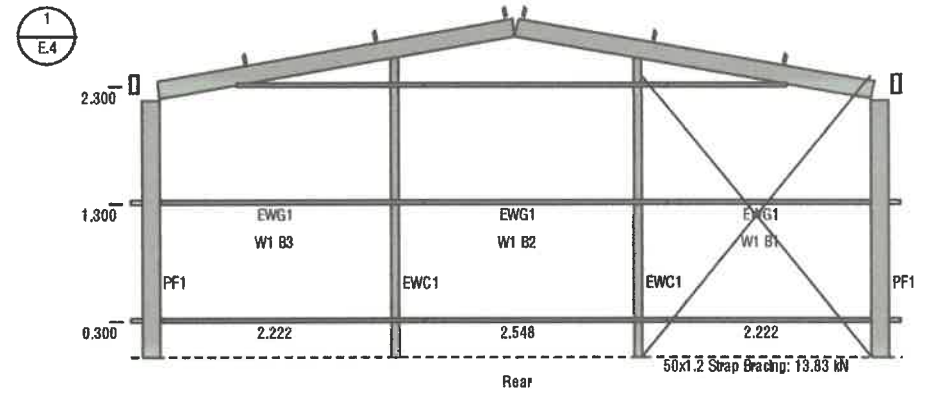 1
E.4
2.300
1.300
EWG1 EWG1 EWG1
W1 B3 W1 B2 W1 B1
PF1 EWC1 EWC1 PF1
0.300
2.222 2.548 2.222
50x1.2 Strap Bracing: 13.83 kN
Rear